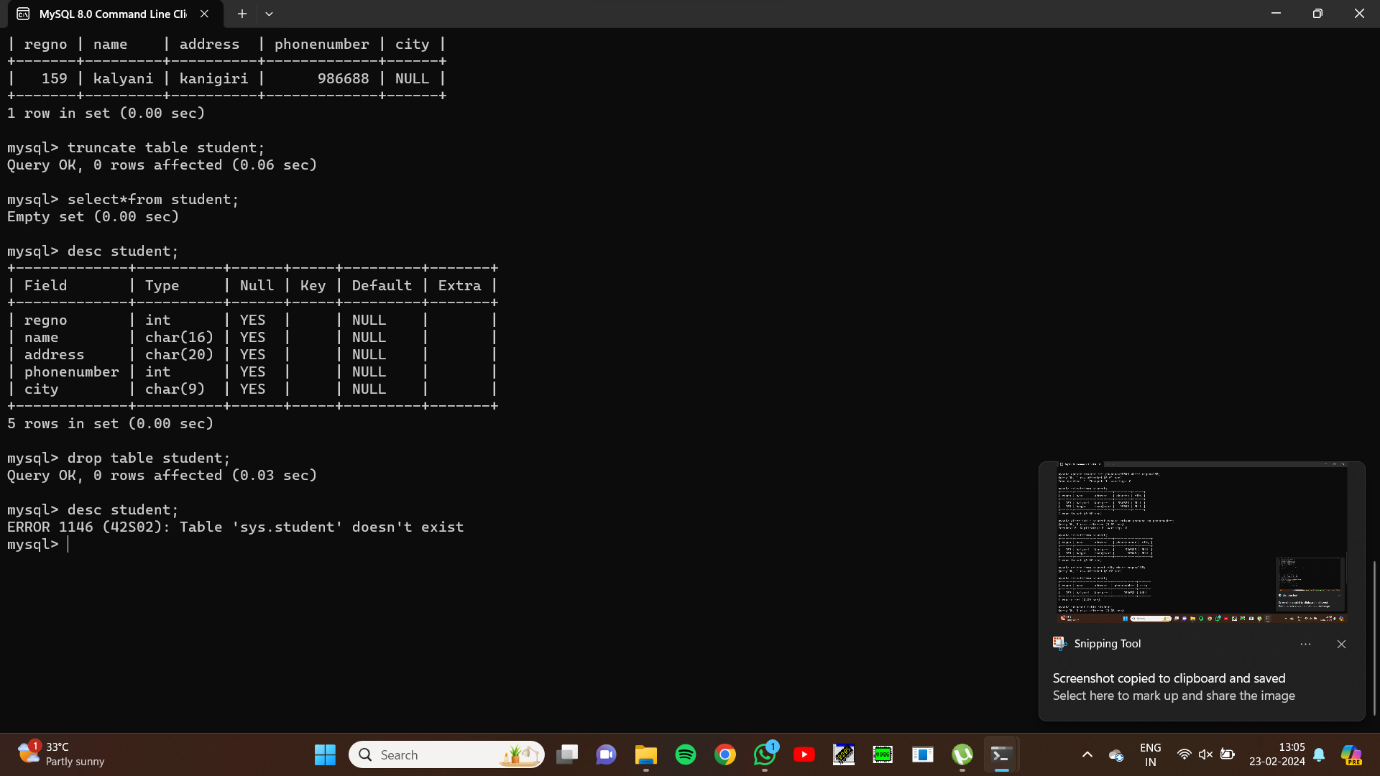 MySQL 8.0 Command Line Cli
| regno | name    | address  | phonenumber | city |
+-------+---------+----------+-------------+------+
|   159 | kalyani | kanigiri |      986688 | NULL |
+-------+---------+----------+-------------+------+
1 row in set (0.00 sec)
mysql> truncate table student;
Query OK, 0 rows affected (0.06 sec)
mysql> select*from student;
Empty set (0.00 sec)
mysql> desc student;
+-------------+----------+------+-----+---------+-------+
| Field       | Type     | Null | Key | Default | Extra |
+-------------+----------+------+-----+---------+-------+
| regno       | int      | YES  |     | NULL    |       |
| name        | char(16) | YES  |     | NULL    |       |
| address     | char(20) | YES  |     | NULL    |       |
| phonenumber | int      | YES  |     | NULL    |       |
| city        | char(9)  | YES  |     | NULL    |       |
+-------------+----------+------+-----+---------+-------+
5 rows in set (0.00 sec)
mysql> drop table student;
Query OK, 0 rows affected (0.03 sec)
mysql> desc student;
ERROR 1146 (42S02): Table 'sys.student' doesn't exist
mysql>
Snipping Tool
Screenshot copied to clipboard and saved
Select here to mark up and share the image
1
33°C
Partly sunny
Search
1
ENG
IN
13:05
23-02-2024
PRE